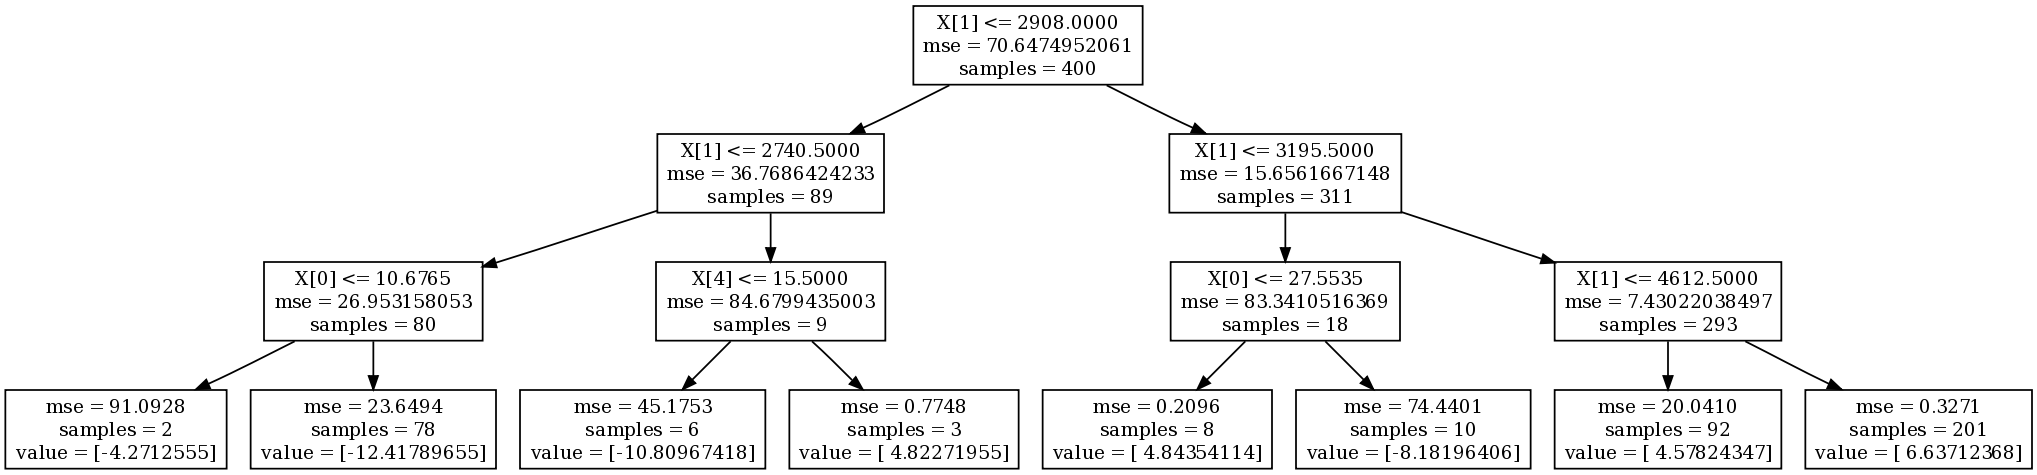 X[1] <= 2908.0000
mse = 70.6474952061
samples = 400
X[1] <= 2740.5000
mse = 36.7686424233
samples = 89
X[1] <= 3195.5000
mse = 15.6561667148
samples = 311
X[0] <= 10.6765
mse = 26.953158053
samples = 80
X[4] <= 15.5000
mse = 84.6799435003
samples = 9
X[0] <= 27.5535
mse = 83.3410516369
samples = 18
X[1] <= 4612.5000
mse = 7.43022038497
samples = 293
mse = 91.0928
samples = 2
value = [-4.2712555]
mse = 23.6494
samples = 78
value = [-12.41789655]
mse = 45.1753
samples = 6
value = [-10.80967418]
mse = 0.7748
samples = 3
value = [ 4.82271955]
mse = 0.2096
samples = 8
value = [ 4.84354114]
mse = 74.4401
samples = 10
value = [-8.18196406]
mse = 20.0410
samples = 92
value = [ 4.57824347]
mse = 0.3271
samples = 201
value = [ 6.63712368]